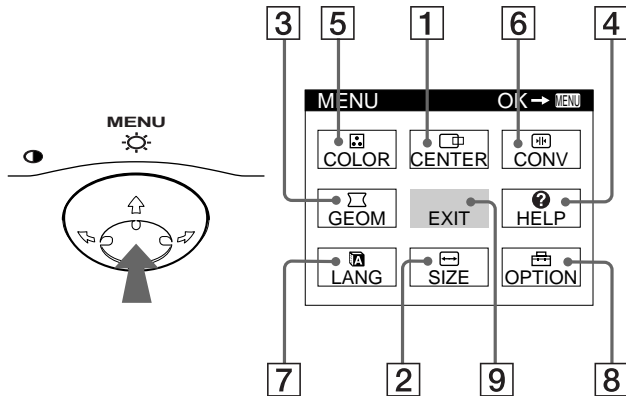 3 5 1 6 4
MENU
MENU OK→MENU
COLOR CENTER CONV
GEOM EXIT ? HELP
A LANG SIZE OPTION
7 2 9 8